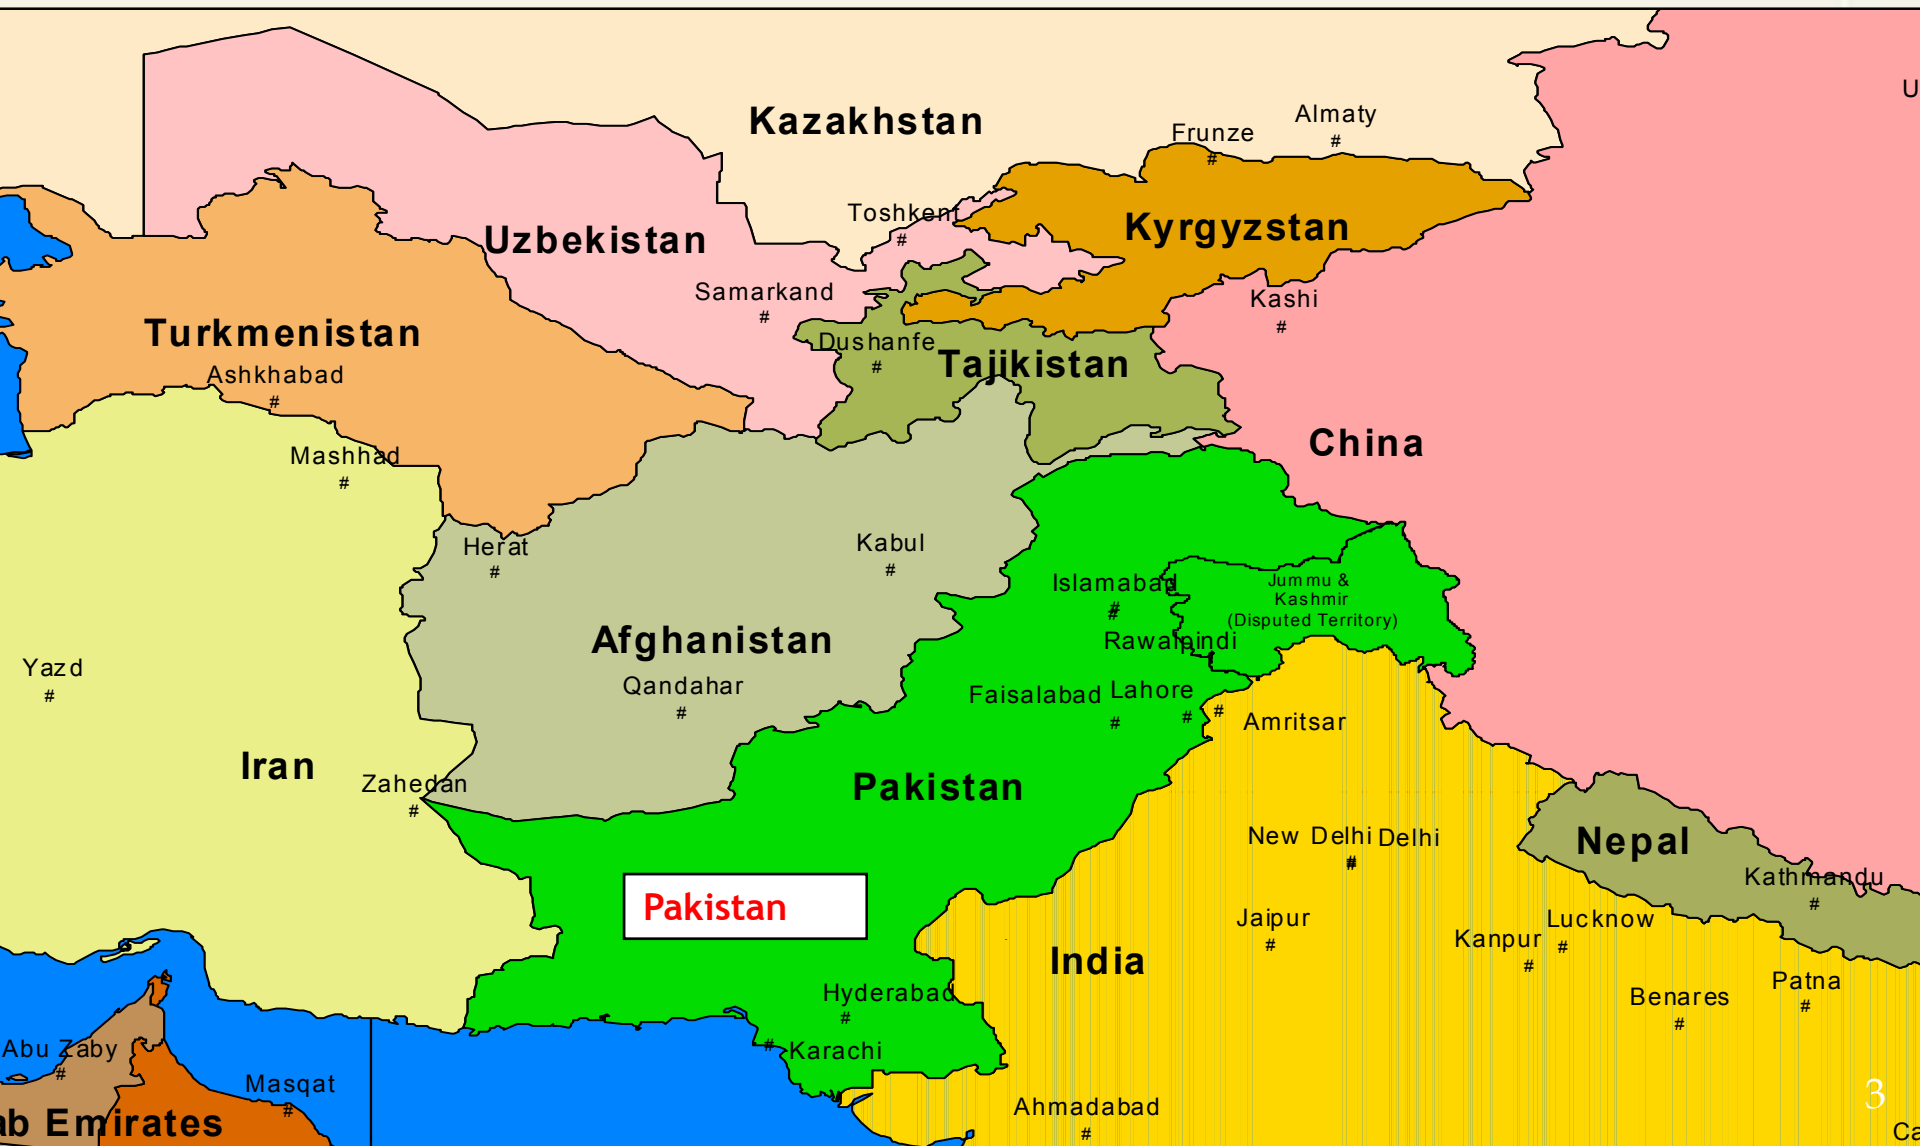 U
Kazakhstan
Almaty
#
Frunze
#
Toshkent
#
Uzbekistan
Kyrgyzstan
Samarkand
#
Kashi
#
Turkmenistan
Dushanfe
#
Tajikistan
Ashkhabad
#
China
Mashhad
#
Herat
#
Kabul
#
Islamabad
#
Jummu &
Kashmir
(Disputed Territory)
Afghanistan
Rawalpindi
#
Yazd
#
Qandahar
#
Faisalabad
#
Lahore
#
#
Amritsar
Iran
Zahedan
#
Pakistan
New Delhi
#
Delhi
#
Nepal
Kathmandu
#
Pakistan
Jaipur
#
Lucknow
#
Kanpur
#
India
Patna
#
Hyderabad
#
Benares
#
Abu Zaby
#
#
Karachi
Masqat
#
3
Ahmadabad
#
ab Emirates
Ca